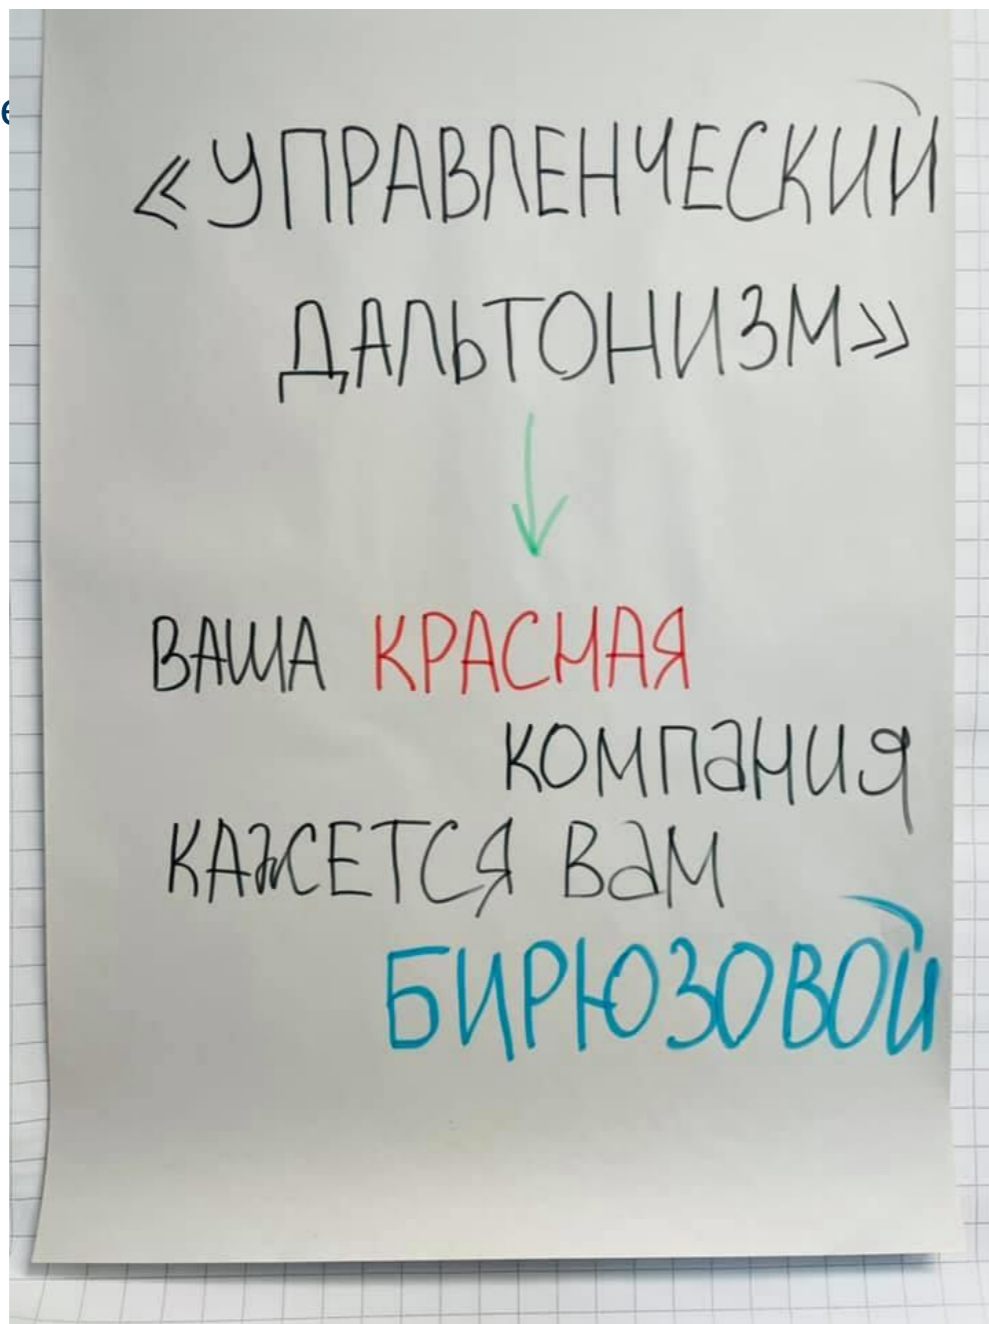 «УПРАВЛЕНЧЕСКИЙ
ДАЛЬТОНИЗМ»
ВАША КРАСНАЯ
КОМПАНИЯ
КАЖЕТСЯ ВАМ
БИРЮЗОВОЙ